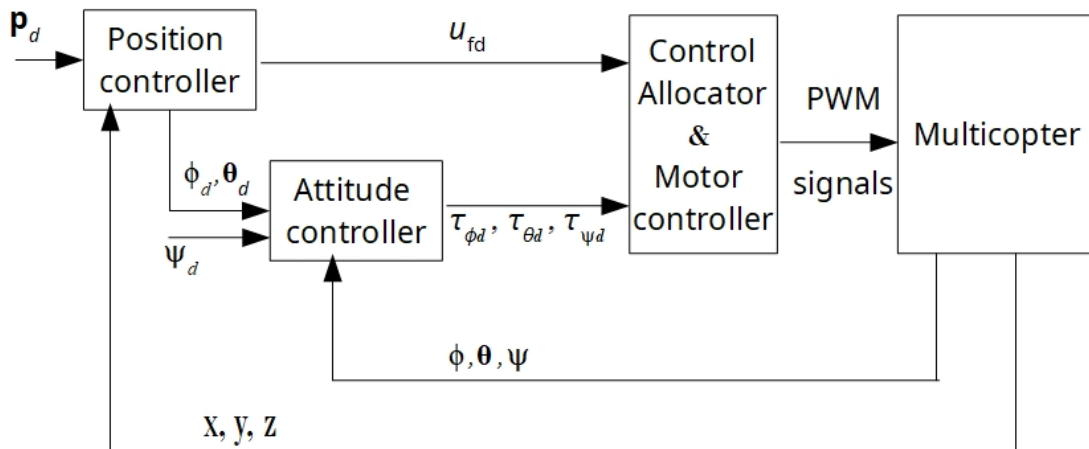 p_d
Position
controller
u_fd
Control
Allocator
&
Motor
controller
PWM
signals
Multicopter
ϕ_d, θ_d
ψ_d
Attitude
controller
τ_ϕd, τ_θd, τ_ψd
ϕ, θ, ψ
x, y, z